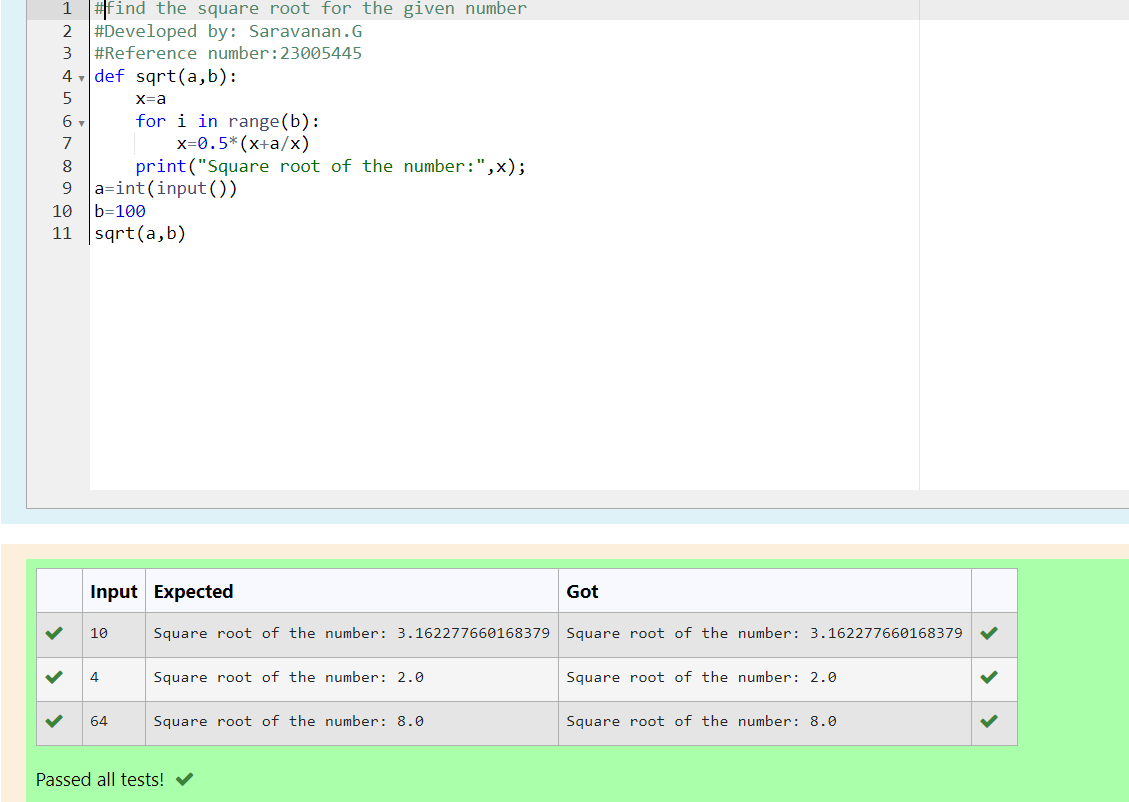 1 #find the square root for the given number
2 #Developed by: Saravanan.G
3 #Reference number:23005445
4 def sqrt(a,b):
5     x=a
6     for i in range(b):
7         x=0.5*(x+a/x)
8     print("Square root of the number:",x);
9 a=int(input())
10 b=100
11 sqrt(a,b)
Input Expected Got
10 Square root of the number: 3.162277660168379 Square root of the number: 3.162277660168379
4 Square root of the number: 2.0 Square root of the number: 2.0
64 Square root of the number: 8.0 Square root of the number: 8.0
Passed all tests!